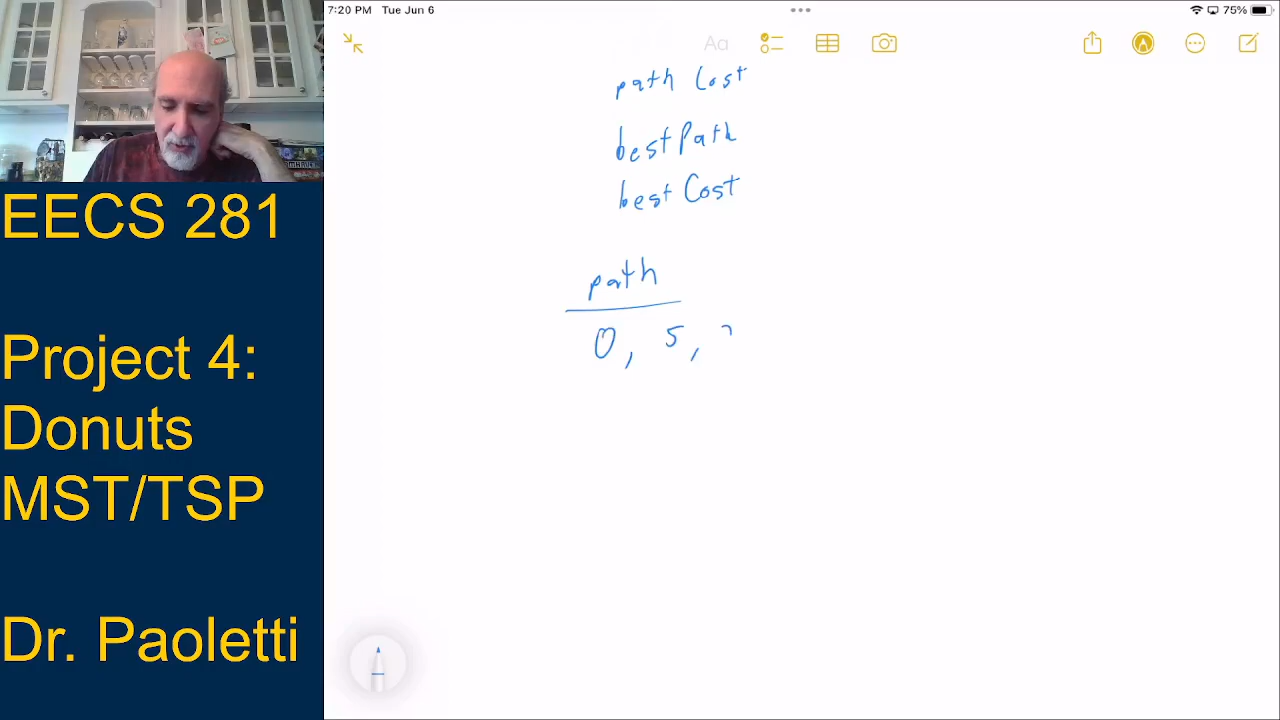 7:20 PM Tue Jun 6
75%
Aa
path Cost
bestPath
best Cost
path
0, 5,
EECS 281
Project 4:
Donuts
MST/TSP
Dr. Paoletti